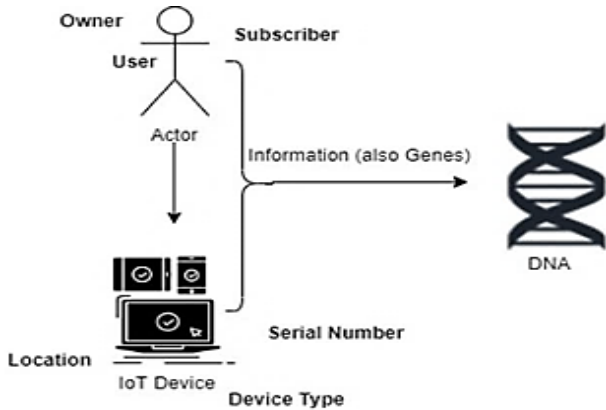 Owner
Subscriber
User
Actor
Information (also Genes)
DNA
Serial Number
Location
IoT Device
Device Type